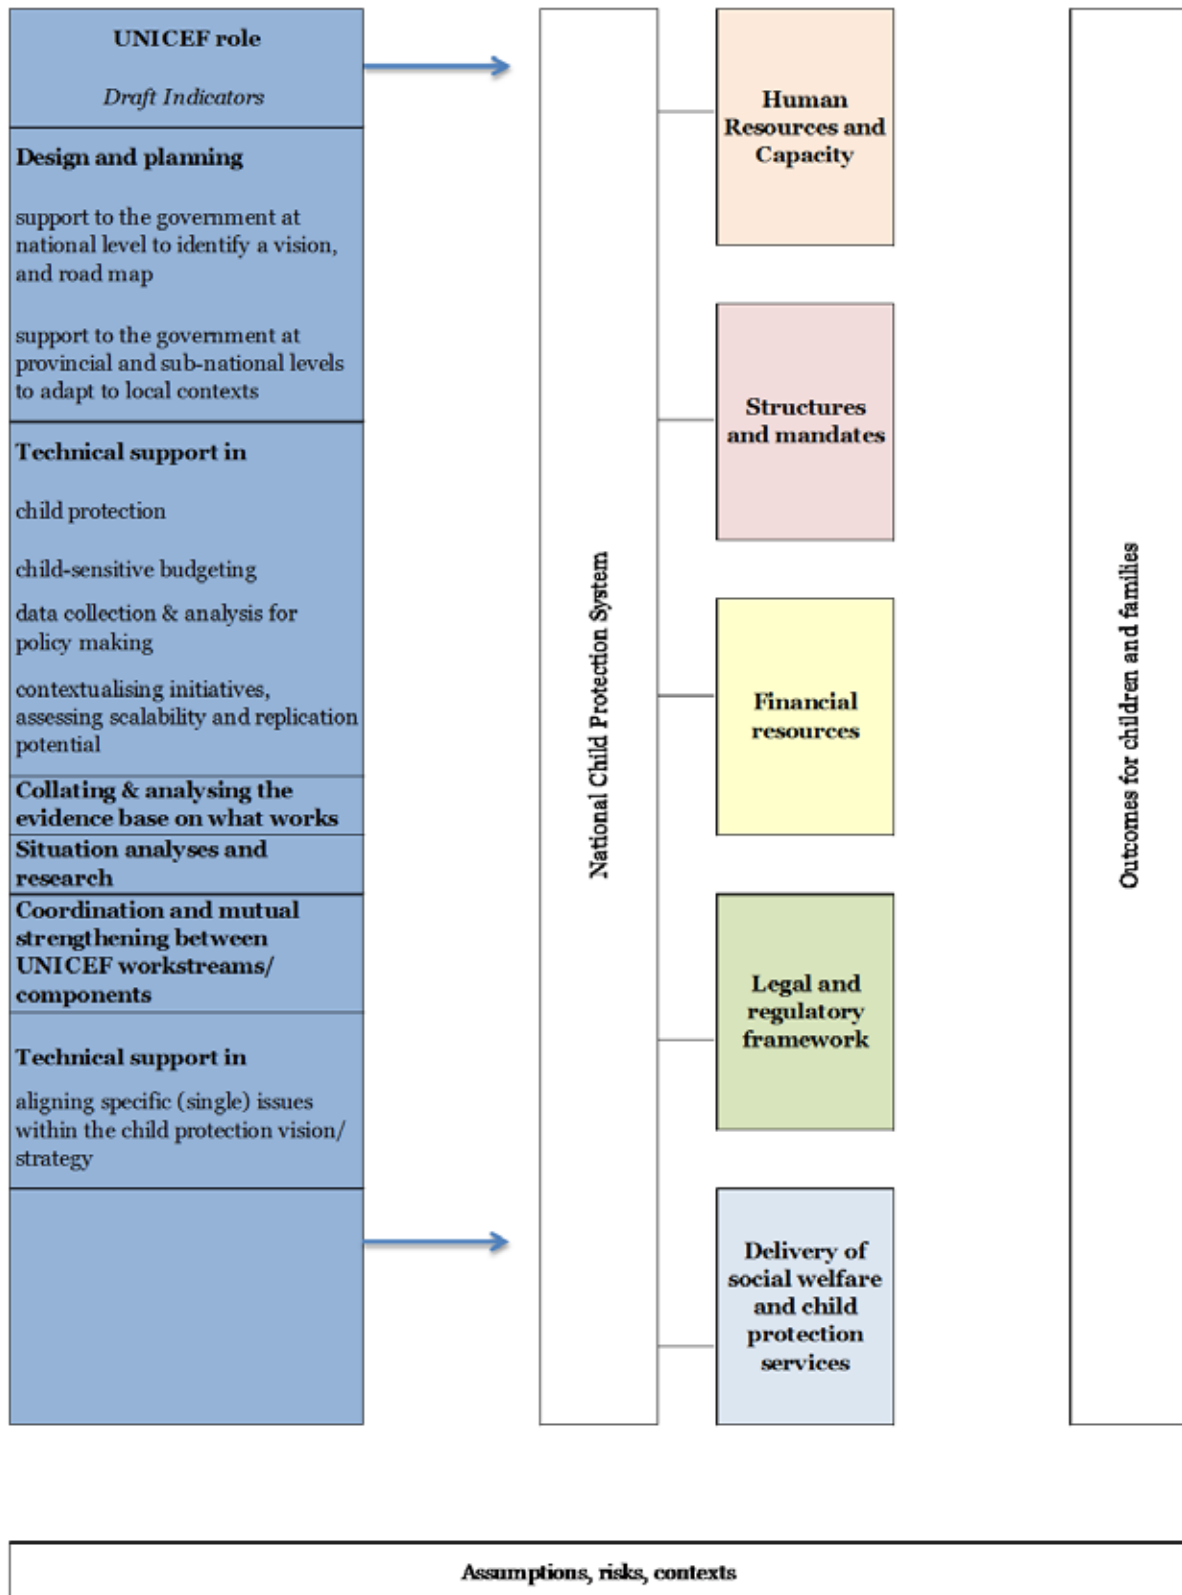 UNICEF role
Draft Indicators
Design and planning
support to the government at
national level to identify a vision,
and road map
support to the government at
provincial and sub-national levels
to adapt to local contexts
Technical support in
child protection
child-sensitive budgeting
data collection & analysis for
policy making
contextualising initiatives,
assessing scalability and replication
potential
Collating & analysing the
evidence base on what works
Situation analyses and
research
Coordination and mutual
strengthening between
UNICEF workstreams/
components
Technical support in
aligning specific (single) issues
within the child protection vision/
strategy
National Child Protection System
Human
Resources and
Capacity
Structures
and mandates
Financial
resources
Legal and
regulatory
framework
Delivery of
social welfare
and child
protection
services
Outcomes for children and families
Assumptions, risks, contexts